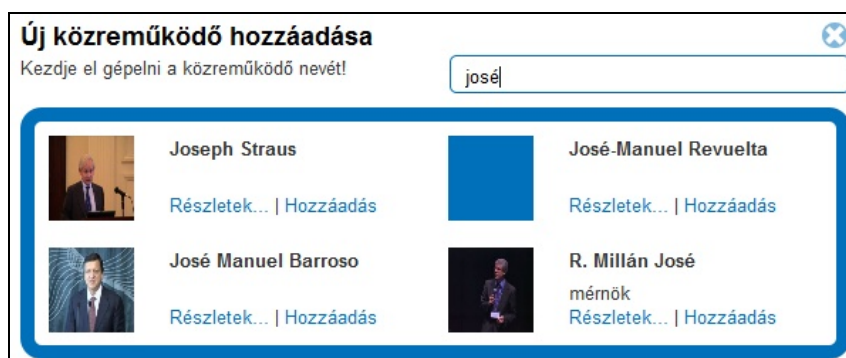 Új közreműködő hozzáadása
Kezdje el gépelni a közreműködő nevét!
josé
Joseph Straus
Részletek... | Hozzáadás
José-Manuel Revuelta
Részletek... | Hozzáadás
José Manuel Barroso
Részletek... | Hozzáadás
R. Millán José
mérnök
Részletek... | Hozzáadás